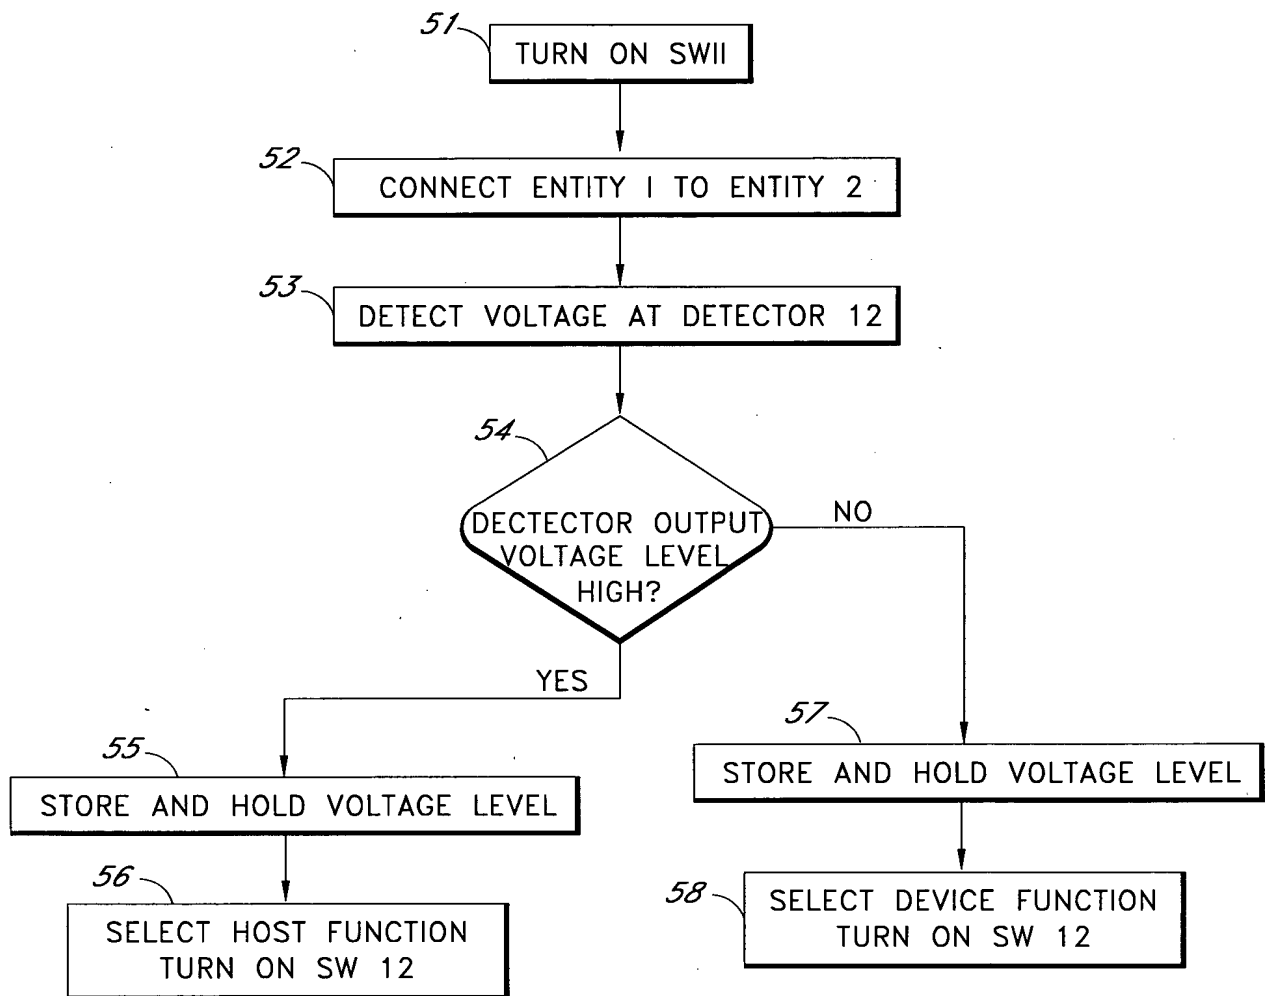 51
TURN ON SW11
52
CONNECT ENTITY 1 TO ENTITY 2
53
DETECT VOLTAGE AT DETECTOR 12
54
DECTECTOR OUTPUT
VOLTAGE LEVEL
HIGH?
NO
YES
55
STORE AND HOLD VOLTAGE LEVEL
57
STORE AND HOLD VOLTAGE LEVEL
56
SELECT HOST FUNCTION
TURN ON SW 12
58
SELECT DEVICE FUNCTION
TURN ON SW 12